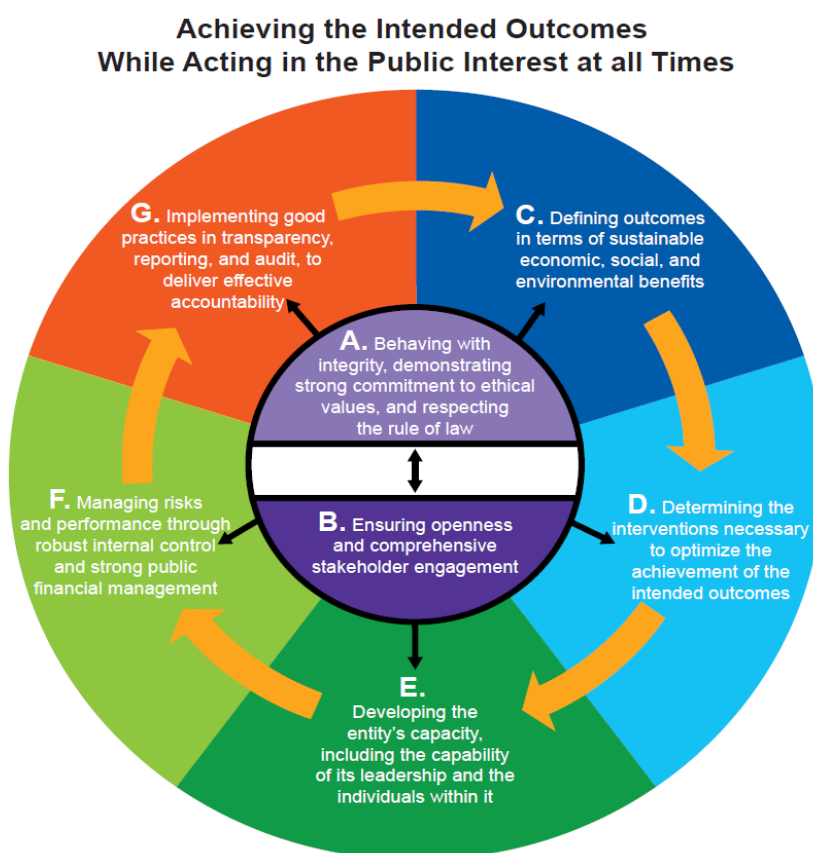 Achieving the Intended Outcomes
While Acting in the Public Interest at all Times
G. Implementing good
practices in transparency,
reporting, and audit, to
deliver effective
accountability
C. Defining outcomes
in terms of sustainable
economic, social, and
environmental benefits
A. Behaving with
integrity, demonstrating
strong commitment to ethical
values, and respecting
the rule of law
B. Ensuring openness
and comprehensive
stakeholder engagement
F. Managing risks
and performance through
robust internal control
and strong public
financial management
D. Determining the
interventions necessary
to optimize the
achievement of the
intended outcomes
E.
Developing the
entity's capacity,
including the capability
of its leadership and the
individuals within it